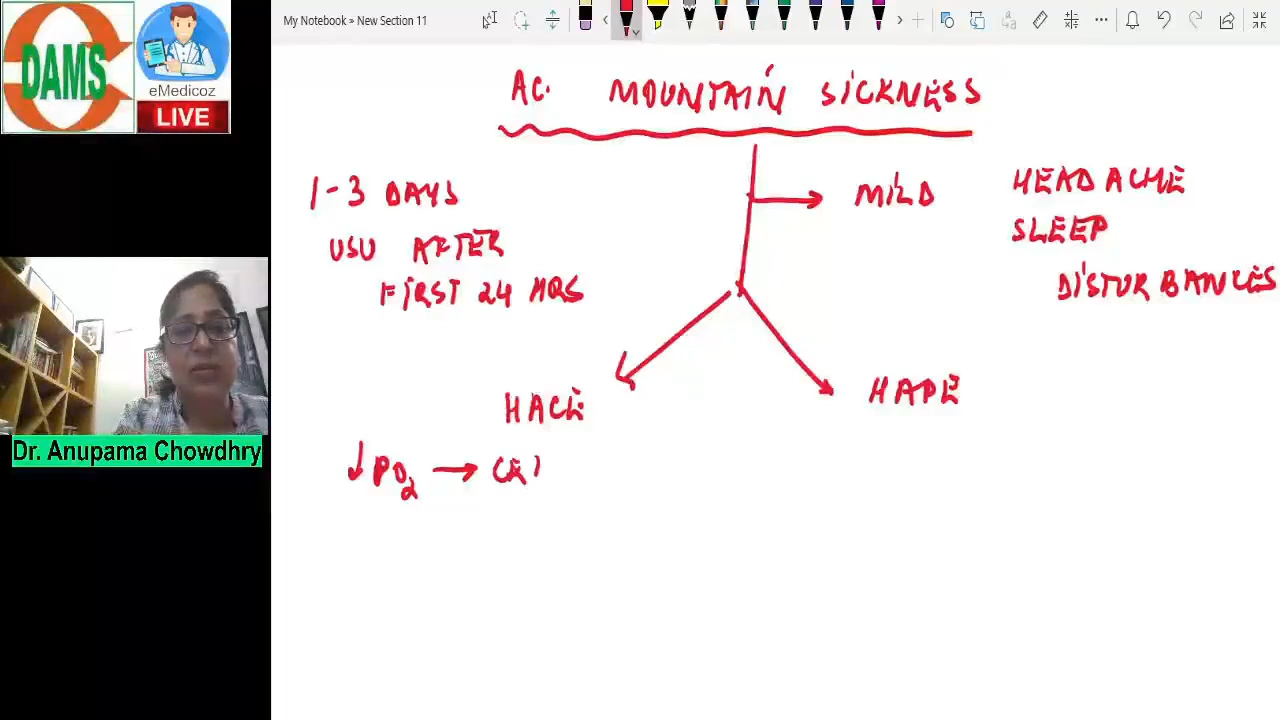 DAMS
eMedicoz
LIVE
My Notebook > New Section 11
AC. MOUNTAIN SICKNESS
1-3 DAYS
USU AFTER
FIRST 24 HRS
MILD
HEADACHE
SLEEP
DISTURBANCES
HACE
HAPE
↓PO2 → CE
Dr. Anupama Chowdhry